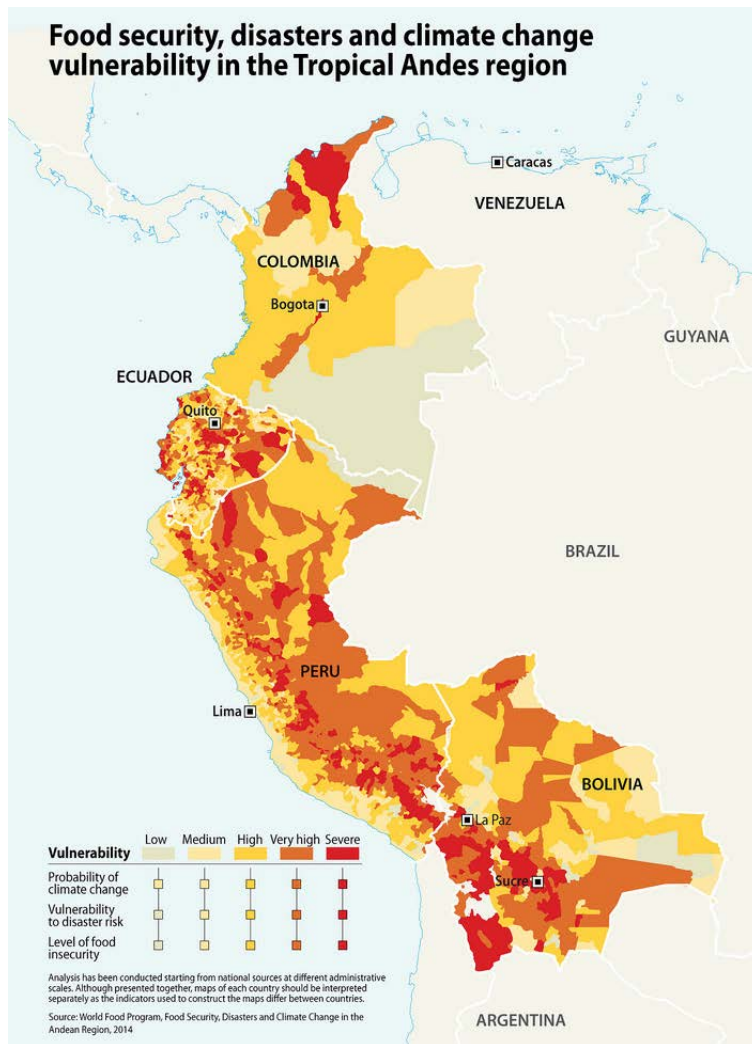 Food security, disasters and climate change
vulnerability in the Tropical Andes region
Caracas
VENEZUELA
COLOMBIA
Bogota
GUYANA
ECUADOR
Quito
BRAZIL
PERU
Lima
BOLIVIA
La Paz
Sucre
Low Medium High Very high Severe
Vulnerability
Probability of
climate change
Vulnerability
to disaster risk
Level of food
insecurity
Analysis has been conducted starting from national sources at different administrative
scales. Although presented together, maps of each country should be interpreted
separately as the indicators used to construct the maps differ between countries.
Source: World Food Program, Food Security, Disasters and Climate Change in the
Andean Region, 2014
ARGENTINA